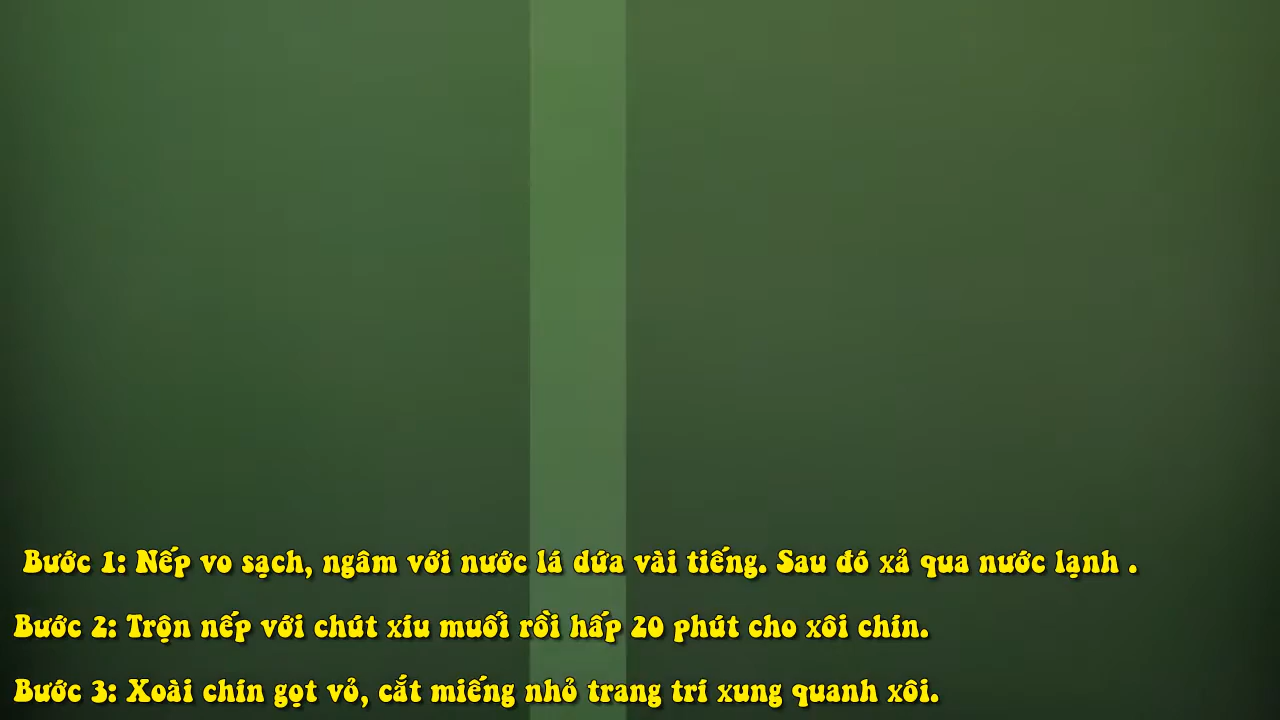 Bước 1: Nếp vo sạch, ngâm với nước lá dứa vài tiếng. Sau đó xả qua nước lạnh .
Bước 2: Trộn nếp với chút xíu muối rồi hấp 20 phút cho xôi chín.
Bước 3: Xoài chín gọt vỏ, cắt miếng nhỏ trang trí xung quanh xôi.